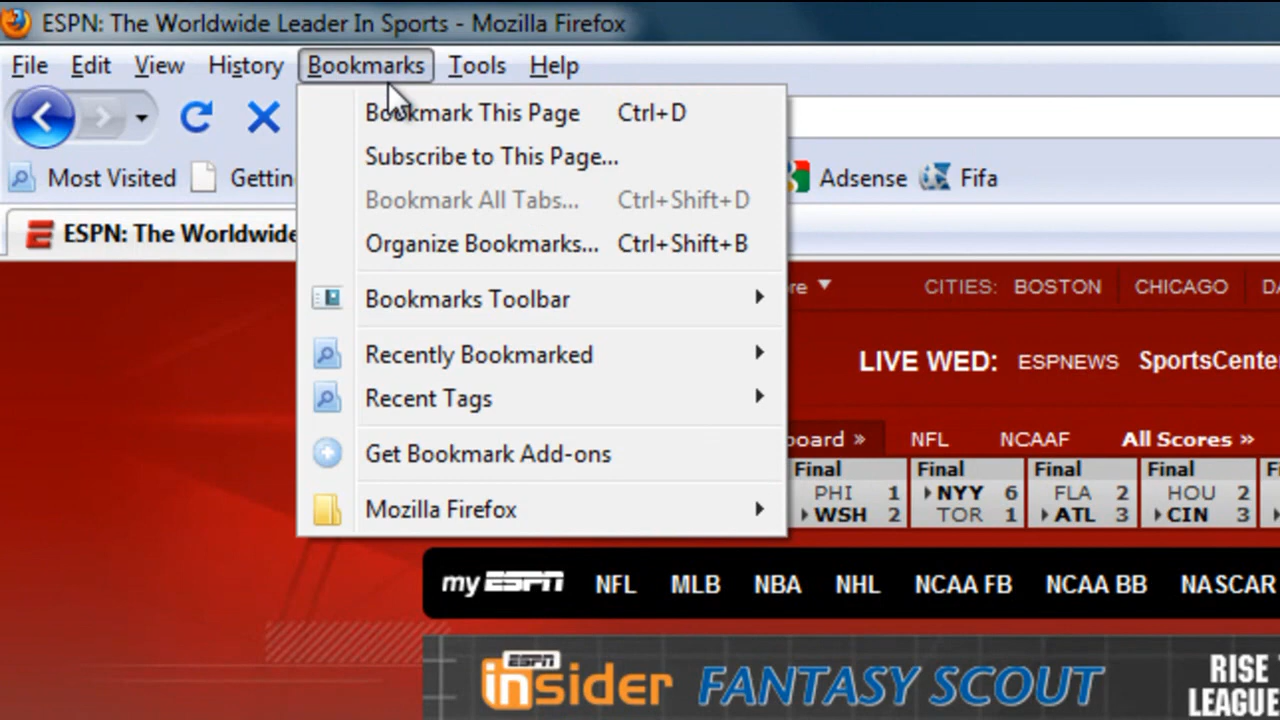 ESPN: The Worldwide Leader In Sports - Mozilla Firefox
File Edit View History Bookmarks Tools Help
Bookmark This Page Ctrl+D
Subscribe to This Page...
Most Visited Adsense Fifa
Bookmark All Tabs... Ctrl+Shift+D
ESPN: The Worldwide
Organize Bookmarks... Ctrl+Shift+B
CITIES: BOSTON CHICAGO
Bookmarks Toolbar
Recently Bookmarked
LIVE WED: ESPNEWS SportsCenter
Recent Tags
NFL NCAAF All Scores »
Get Bookmark Add-ons
Final Final Final Final
PHI 1 NYY 6 FLA 2 HOU 2
WSH 2 TOR 1 ATL 3 CIN 3
Mozilla Firefox
my ESPN NFL MLB NBA NHL NCAA FB NCAA BB NASCAR
ESPN insider FANTASY SCOUT
RISE
LEAGUE